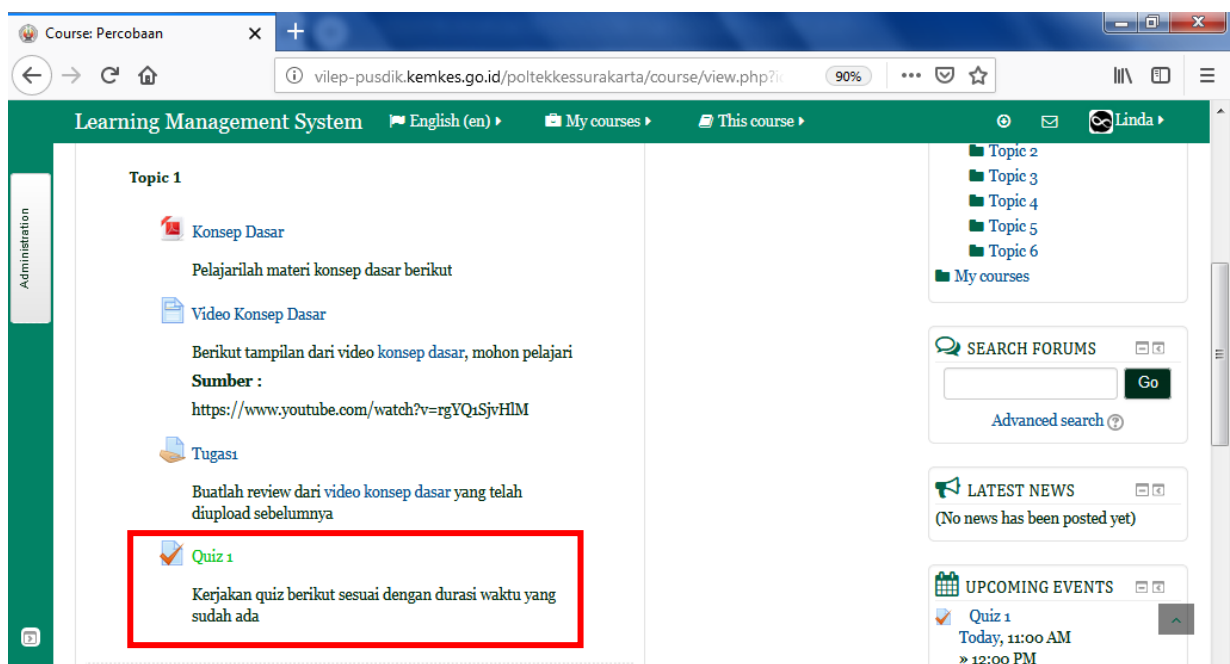 Course: Percobaan
vilep-pusdik.kemkes.go.id/poltekkessurakarta/course/view.php?i
90%
Learning Management System
English (en)
My courses
This course
Linda
Administration
Topic 1
Konsep Dasar
Pelajarilah materi konsep dasar berikut
Video Konsep Dasar
Berikut tampilan dari video konsep dasar, mohon pelajari
Sumber :
https://www.youtube.com/watch?v=rgYQ1SjvHlM
Tugas1
Buatlah review dari video konsep dasar yang telah
diupload sebelumnya
Quiz 1
Kerjakan quiz berikut sesuai dengan durasi waktu yang
sudah ada
Topic 2
Topic 3
Topic 4
Topic 5
Topic 6
My courses
SEARCH FORUMS
Go
Advanced search
LATEST NEWS
(No news has been posted yet)
UPCOMING EVENTS
Quiz 1
Today, 11:00 AM
» 12:00 PM